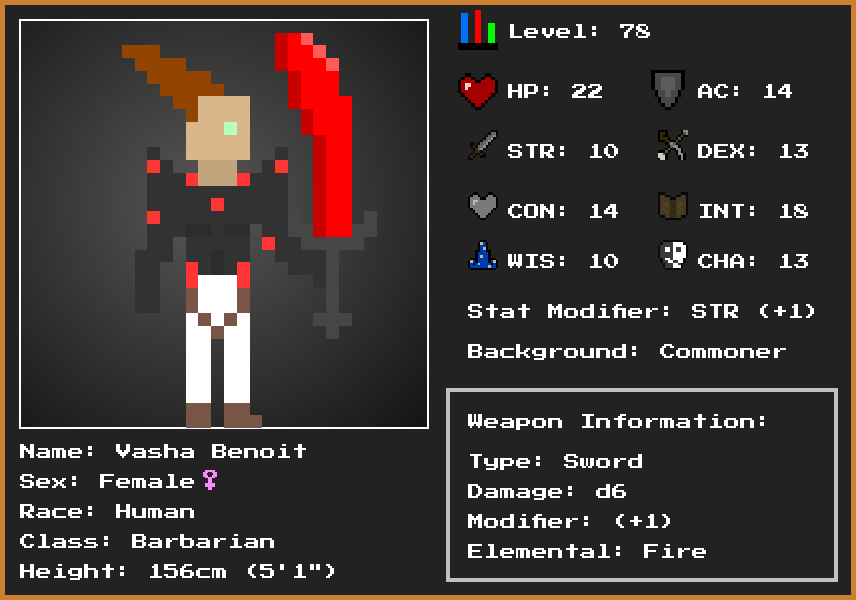 Level: 78
HP: 22
AC: 14
STR: 10
DEX: 13
CON: 14
INT: 18
WIS: 10
CHA: 13
Stat Modifier: STR (+1)
Background: Commoner
Weapon Information:
Type: Sword
Damage: d6
Modifier: (+1)
Elemental: Fire
Name: Vasha Benoit
Sex: Female♀
Race: Human
Class: Barbarian
Height: 156cm (5'1")